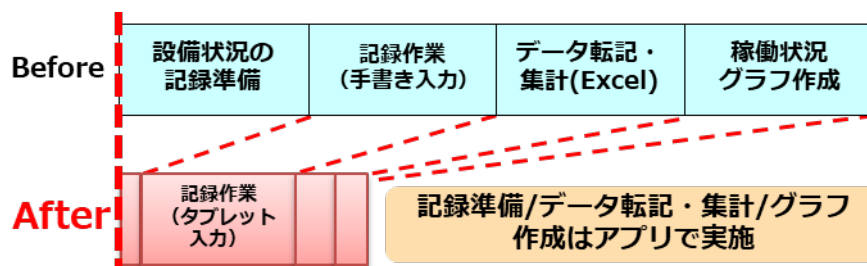 Before
設備状況の
記録準備
記録作業
(手書き入力)
データ転記・
集計(Excel)
稼働状況
グラフ作成
After
記録作業
(タブレット
入力)
記録準備/データ転記・集計/グラフ
作成はアプリで実施